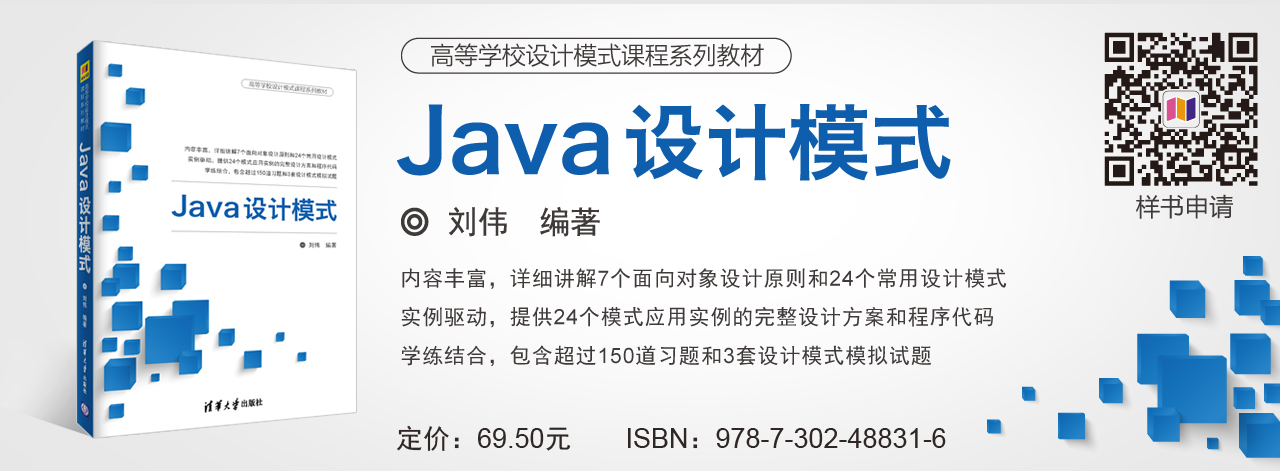 高等学校设计模式课程系列教材
Java设计模式
刘伟 编著
内容丰富，详细讲解7个面向对象设计原则和24个常用设计模式
实例驱动，提供24个模式应用实例的完整设计方案和程序代码
学练结合，包含超过150道习题和3套设计模式模拟试题
定价：69.50元 ISBN：978-7-302-48831-6
样书申请
高等学校设计模式课程系列教材
内容丰富，详细讲解7个面向对象设计原则和24个常用设计模式
实例驱动，提供24个模式应用实例的完整设计方案和程序代码
学练结合，包含超过150道习题和3套设计模式模拟试题
Java设计模式
刘伟 编著
清华大学出版社
Java设计模式
刘伟 编著
清华大学出版社